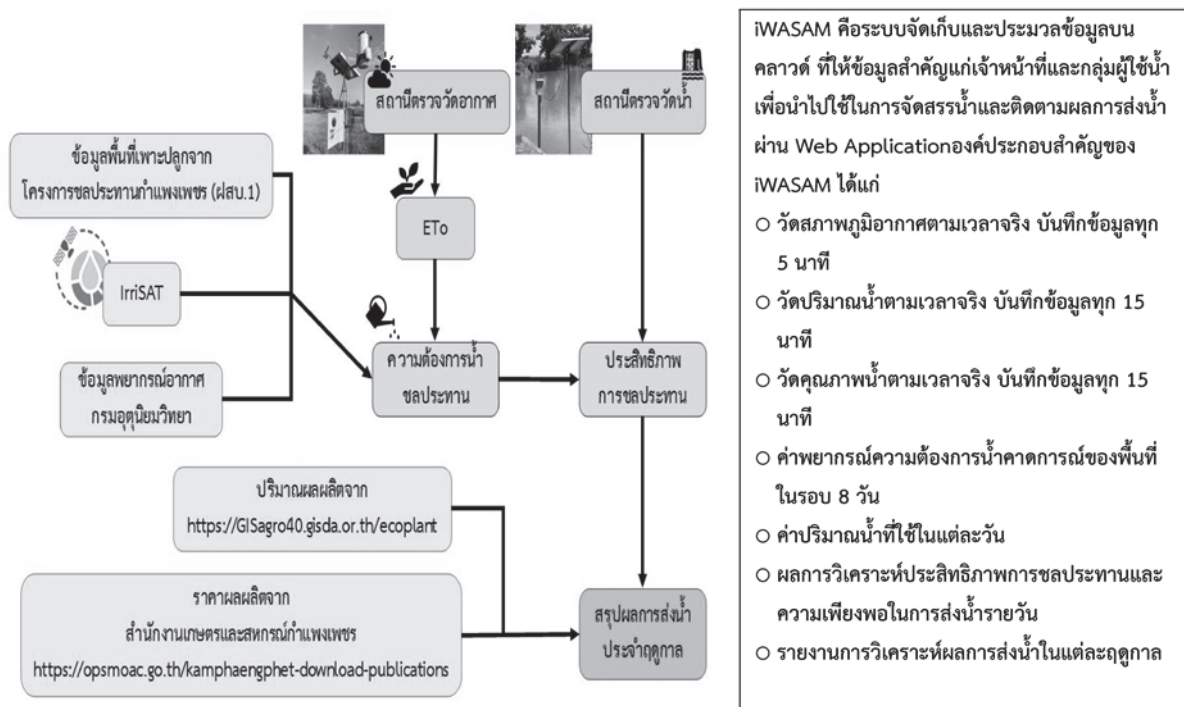 สถานีตรวจวัดอากาศ
สถานีตรวจวัดน้ำ
ข้อมูลพื้นที่เพาะปลูกจาก
โครงการชลประทานกำแพงเพชร (ฝสบ.1)
ETo
IrriSAT
ข้อมูลพยากรณ์อากาศ
กรมอุตุนิยมวิทยา
ความต้องการน้ำ
ชลประทาน
ประสิทธิภาพ
การชลประทาน
ปริมาณผลผลิตจาก
https://GISagro40.gisda.or.th/ecoplant
ราคาผลผลิตจาก
สำนักงานเกษตรและสหกรณ์กำแพงเพชร
https://opsmoac.go.th/kamphaengphet-download-publications
สรุปผลการส่งน้ำ
ประจำฤดูกาล
iWASAM คือระบบจัดเก็บและประมวลข้อมูลบน
คลาวด์ ที่ให้ข้อมูลสำคัญแก่เจ้าหน้าที่และกลุ่มผู้ใช้น้ำ
เพื่อนำไปใช้ในการจัดสรรน้ำและติดตามผลการส่งน้ำ
ผ่าน Web Applicationองค์ประกอบสำคัญของ
iWASAM ได้แก่
○ วัดสภาพภูมิอากาศตามเวลาจริง บันทึกข้อมูลทุก
5 นาที
○ วัดปริมาณน้ำตามเวลาจริง บันทึกข้อมูลทุก 15
นาที
○ วัดคุณภาพน้ำตามเวลาจริง บันทึกข้อมูลทุก 15
นาที
○ ค่าพยากรณ์ความต้องการน้ำคาดการณ์ของพื้นที่
ในรอบ 8 วัน
○ ค่าปริมาณน้ำที่ใช้ในแต่ละวัน
○ ผลการวิเคราะห์ประสิทธิภาพการชลประทานและ
ความเพียงพอในการส่งน้ำรายวัน
○ รายงานการวิเคราะห์ผลการส่งน้ำในแต่ละฤดูกาล